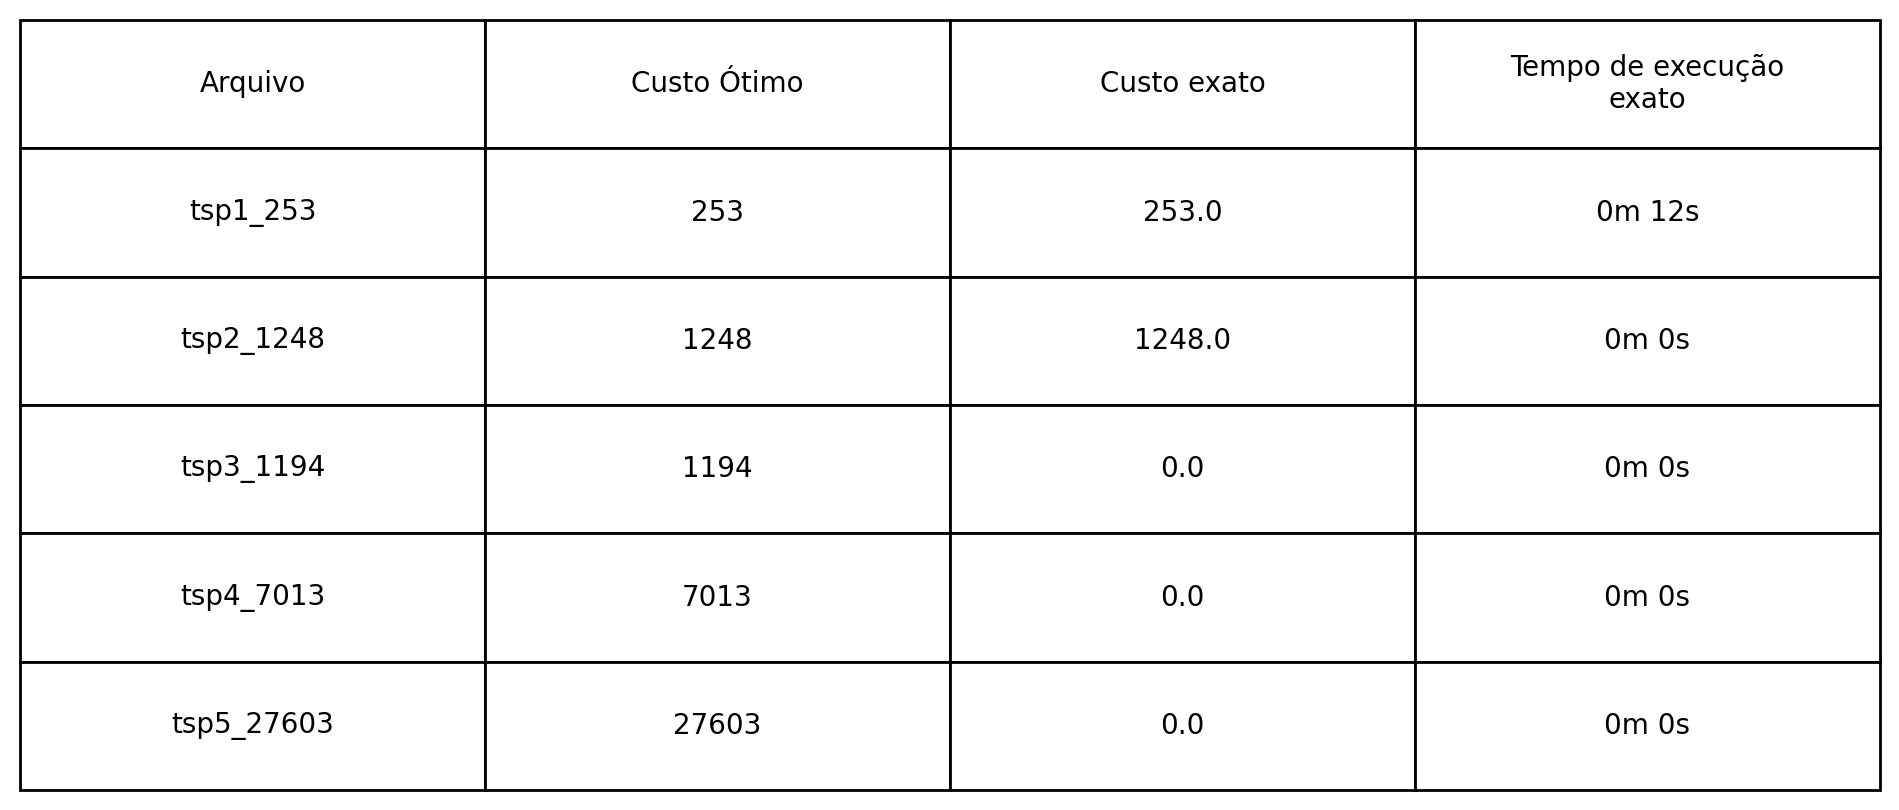 Arquivo
Custo Ótimo
Custo exato
Tempo de execução
exato
tsp1_253
253
253.0
0m 12s
tsp2_1248
1248
1248.0
0m 0s
tsp3_1194
1194
0.0
0m 0s
tsp4_7013
7013
0.0
0m 0s
tsp5_27603
27603
0.0
0m 0s